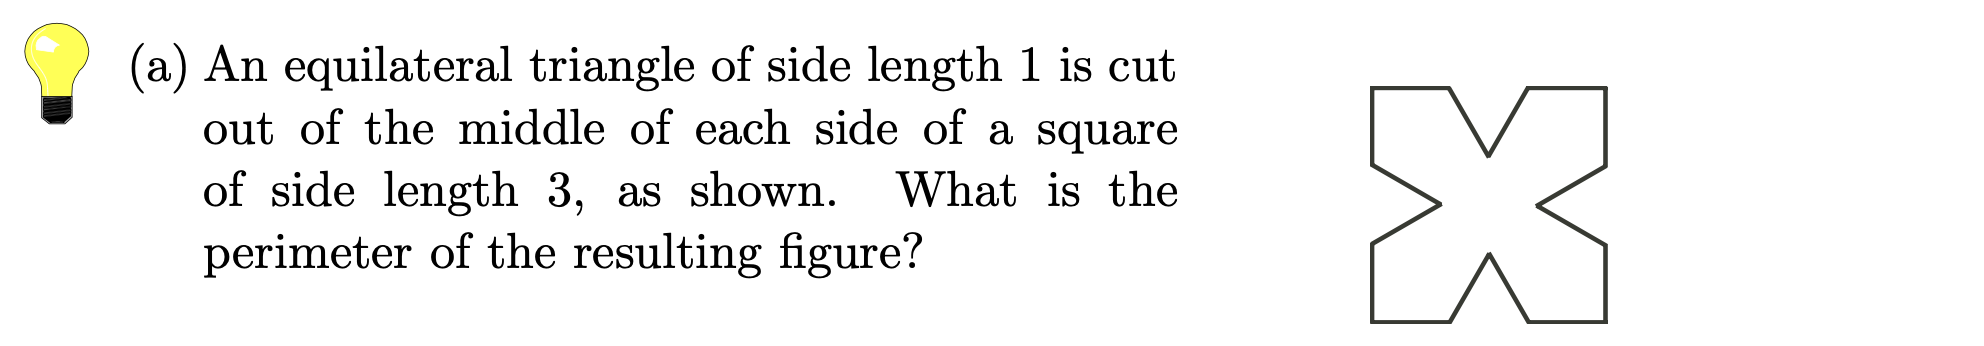 (a) An equilateral triangle of side length 1 is cut
out of the middle of each side of a square
of side length 3, as shown. What is the
perimeter of the resulting figure?